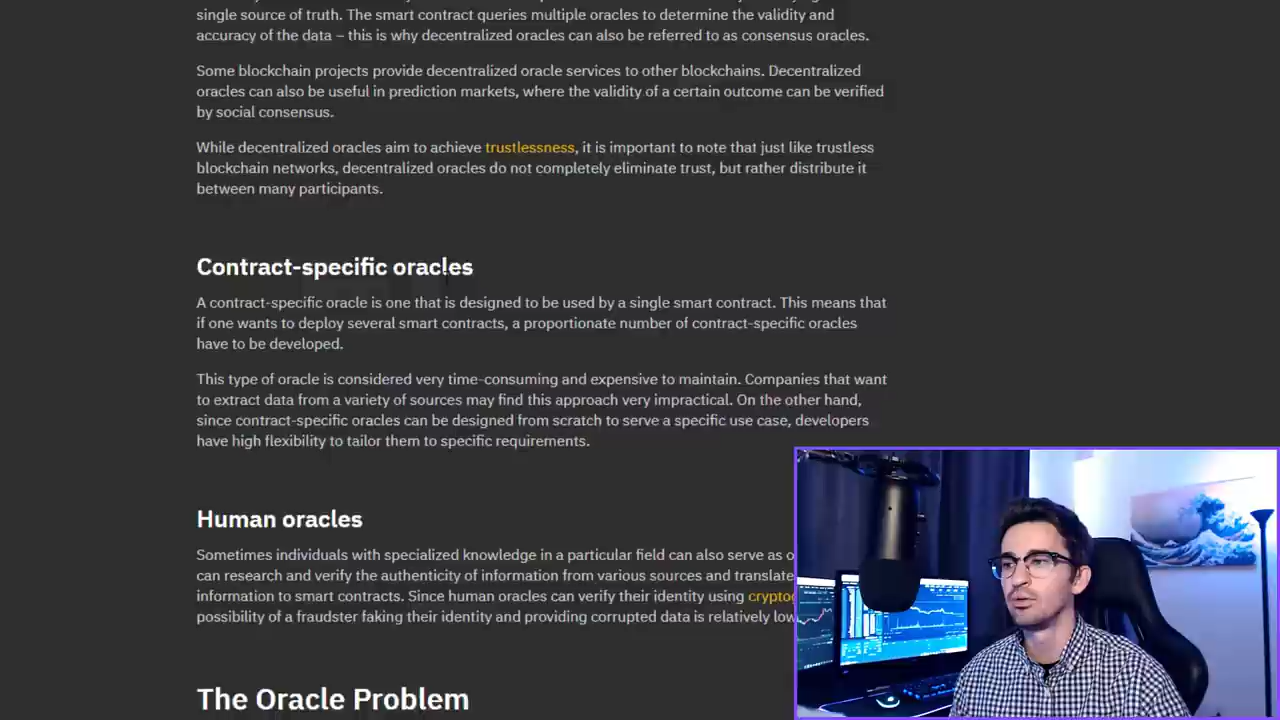 single source of truth. The smart contract queries multiple oracles to determine the validity and
accuracy of the data – this is why decentralized oracles can also be referred to as consensus oracles.
Some blockchain projects provide decentralized oracle services to other blockchains. Decentralized
oracles can also be useful in prediction markets, where the validity of a certain outcome can be verified
by social consensus.
While decentralized oracles aim to achieve trustlessness, it is important to note that just like trustless
blockchain networks, decentralized oracles do not completely eliminate trust, but rather distribute it
between many participants.
Contract-specific oracles
A contract-specific oracle is one that is designed to be used by a single smart contract. This means that
if one wants to deploy several smart contracts, a proportionate number of contract-specific oracles
have to be developed.
This type of oracle is considered very time-consuming and expensive to maintain. Companies that want
to extract data from a variety of sources may find this approach very impractical. On the other hand,
since contract-specific oracles can be designed from scratch to serve a specific use case, developers
have high flexibility to tailor them to specific requirements.
Human oracles
Sometimes individuals with specialized knowledge in a particular field can also serve as
can research and verify the authenticity of information from various sources and translate
information to smart contracts. Since human oracles can verify their identity using
possibility of a fraudster faking their identity and providing corrupted data is relatively low
The Oracle Problem